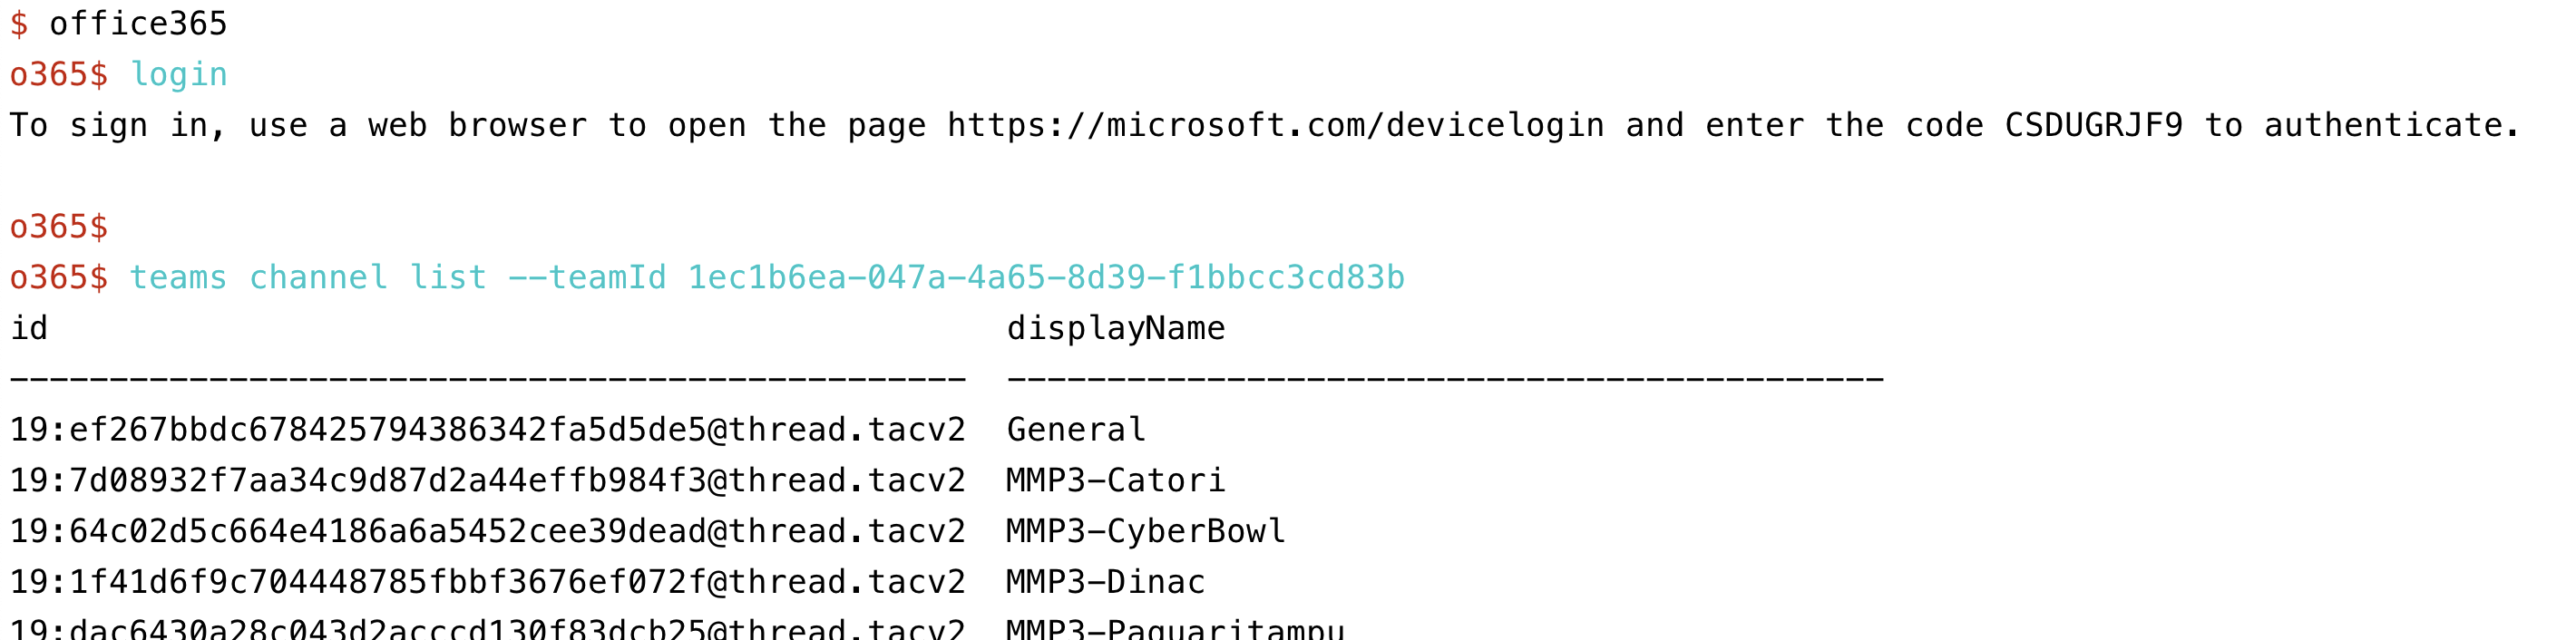 $ office365
o365$ login
To sign in, use a web browser to open the page https://microsoft.com/devicelogin and enter the code CSDUGRJF9 to authenticate.
o365$
o365$ teams channel list --teamId 1ec1b6ea-047a-4a65-8d39-f1bbcc3cd83b
id displayName
------------------------------------------------ --------------------------------------------
19:ef267bbdc678425794386342fa5d5de5@thread.tacv2 General
19:7d08932f7aa34c9d87d2a44effb984f3@thread.tacv2 MMP3-Catori
19:64c02d5c664e4186a6a5452cee39dead@thread.tacv2 MMP3-CyberBowl
19:1f41d6f9c704448785fbbf3676ef072f@thread.tacv2 MMP3-Dinac
19:dac6430a28c043d2acccd130f83dcb25@thread.tacv2 MMP3-Paquaritampu